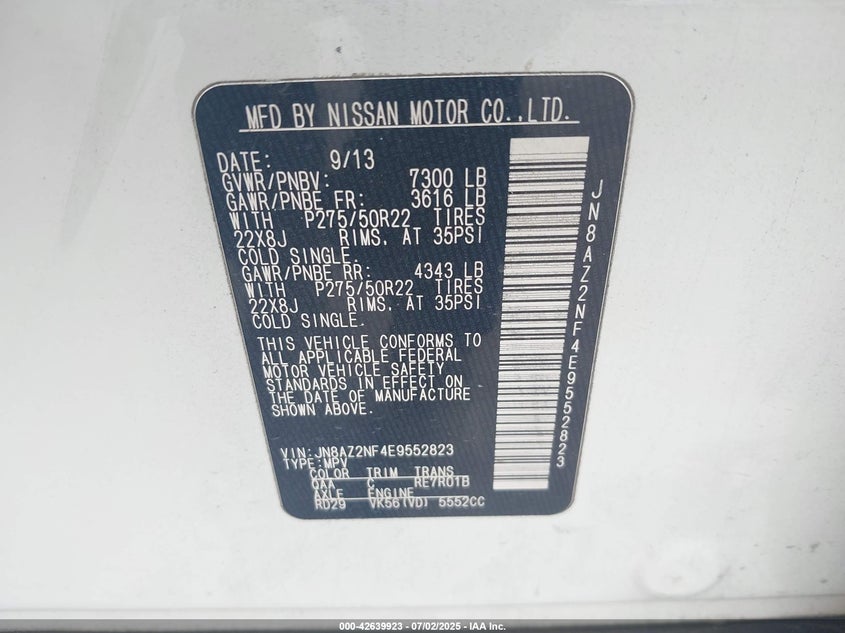 MFD BY NISSAN MOTOR CO.,LTD.
DATE: 9/13
GVWR/PNBV: 7300 LB
GAWR/PNBE FR: 3616 LB
WITH P275/50R22 TIRES
22X8J RIMS, AT 35PSI
COLD SINGLE.
GAWR/PNBE RR: 4343 LB
WITH P275/50R22 TIRES
22X8J RIMS, AT 35PSI
COLD SINGLE.
THIS VEHICLE CONFORMS TO
ALL APPLICABLE FEDERAL
MOTOR VEHICLE SAFETY
STANDARDS IN EFFECT ON
THE DATE OF MANUFACTURE
SHOWN ABOVE.
VIN:JN8AZ2NF4E9552823
TYPE:MPV
COLOR TRIM TRANS
QAA C RE7R01B
AXLE ENGINE
RD29 VK56(VD) 5552CC
JN8AZ2NF4E9552823
000-42639923 - 07/02/2025 - IAA Inc.